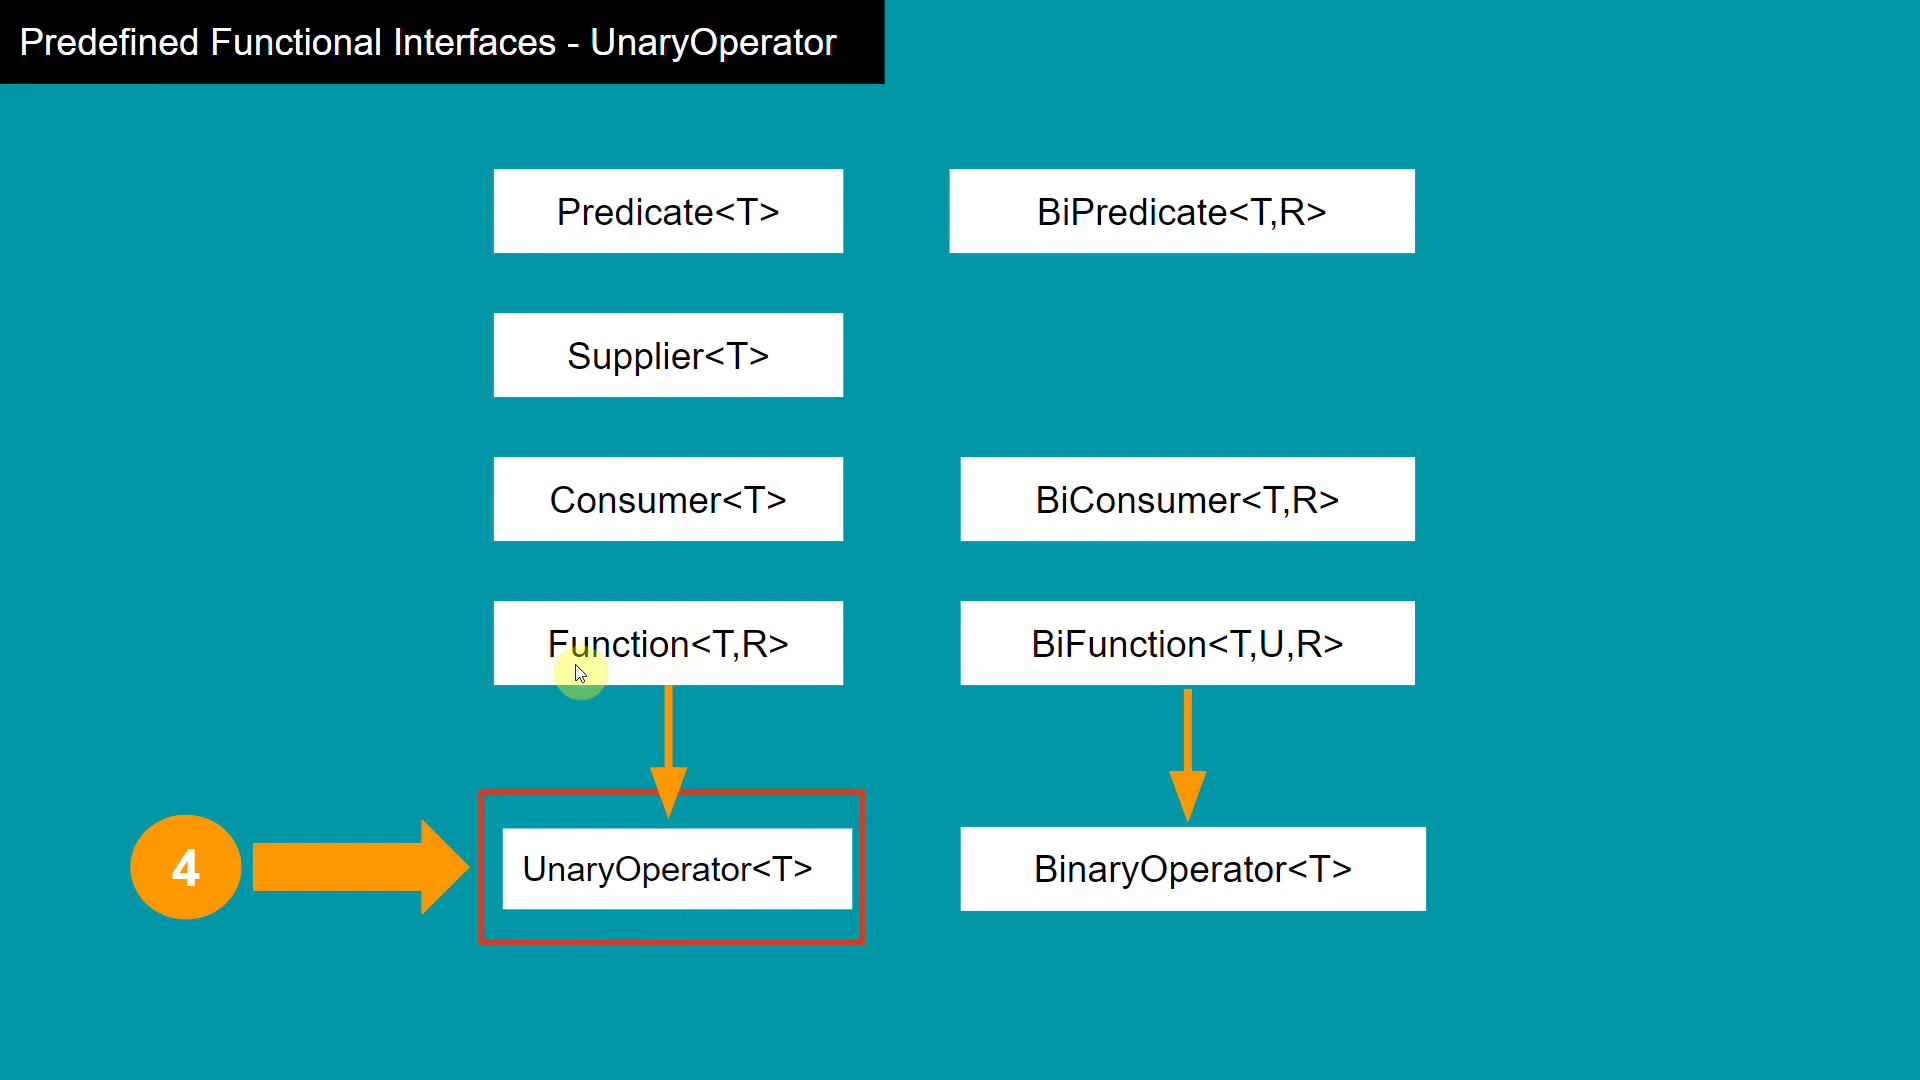 Predefined Functional Interfaces - UnaryOperator
Predicate<T>
BiPredicate<T,R>
Supplier<T>
Consumer<T>
BiConsumer<T,R>
Function<T,R>
BiFunction<T,U,R>
4
UnaryOperator<T>
BinaryOperator<T>